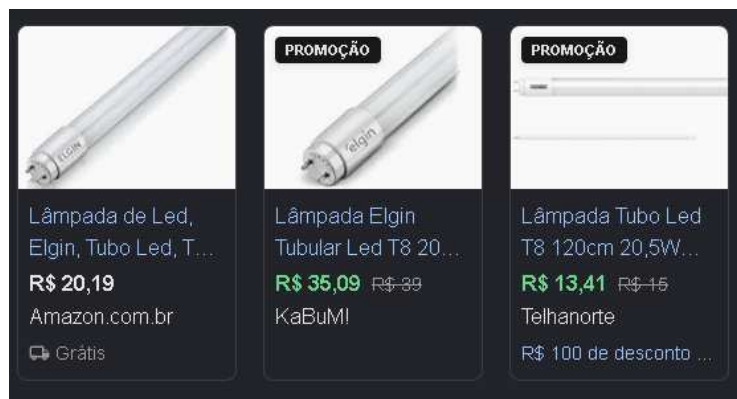 ELGIN
Lâmpada de Led,
Elgin, Tubo Led, T...
R$ 20,19
Amazon.com.br
Grátis
PROMOÇÃO
elgin
Lâmpada Elgin
Tubular Led T8 20...
R$ 35,09 R$ 39
KaBuM!
PROMOÇÃO
Lâmpada Tubo Led
T8 120cm 20,5W...
R$ 13,41 R$ 15
Telhanorte
R$ 100 de desconto ...